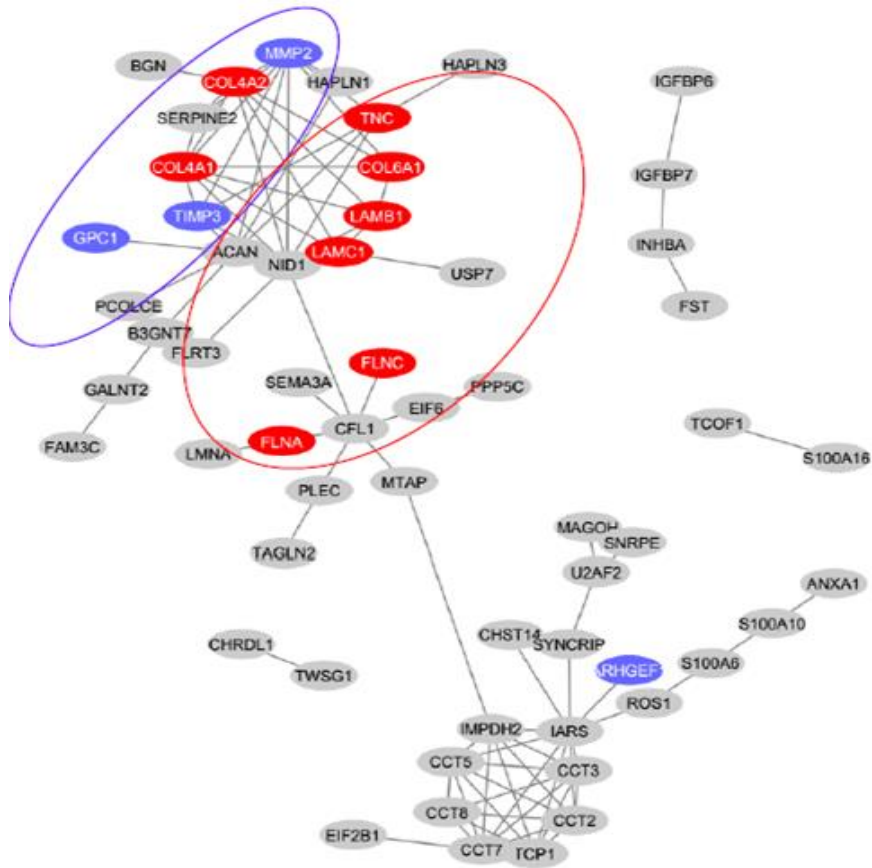 MMP2
BGN
COL4A2
HAPLN1
HAPLN3
IGFBP6
SERPINE2
TNC
COL4A1
COL6A1
IGFBP7
TIMP3
LAMB1
GPC1
ACAN
LAMC1
INHBA
NID1
USP7
PCOLCE
FST
B3GNT7
FLRT3
FLNC
SEMA3A
PPP5C
GALNT2
EIF6
TCOF1
CFL1
FAM3C
LMNA
FLNA
S100A16
PLEC
MTAP
MAGOH
SNRPE
TAGLN2
U2AF2
ANXA1
S100A10
CHST14
SYNCRIP
CHRDL1
S100A6
ARHGEF
TWSG1
ROS1
IMPDH2
IARS
CCT5
CCT3
CCT8
CCT2
EIF2B1
CCT7
TCP1